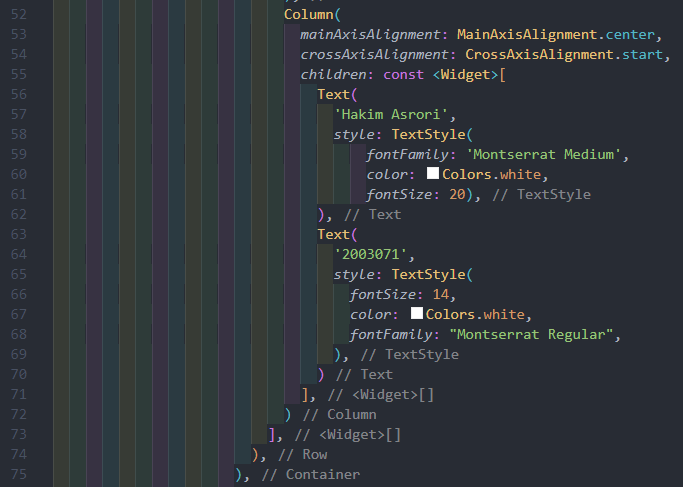 52 Column(
53 mainAxisAlignment: MainAxisAlignment.center,
54 crossAxisAlignment: CrossAxisAlignment.start,
55 children: const <Widget>[
56 Text(
57 'Hakim Asrori',
58 style: TextStyle(
59 fontFamily: 'Montserrat Medium',
60 color: Colors.white,
61 fontSize: 20), // TextStyle
62 ), // Text
63 Text(
64 '2003071',
65 style: TextStyle(
66 fontSize: 14,
67 color: Colors.white,
68 fontFamily: "Montserrat Regular",
69 ), // TextStyle
70 ) // Text
71 ], // <Widget>[]
72 ) // Column
73 ], // <Widget>[]
74 ), // Row
75 ), // Container